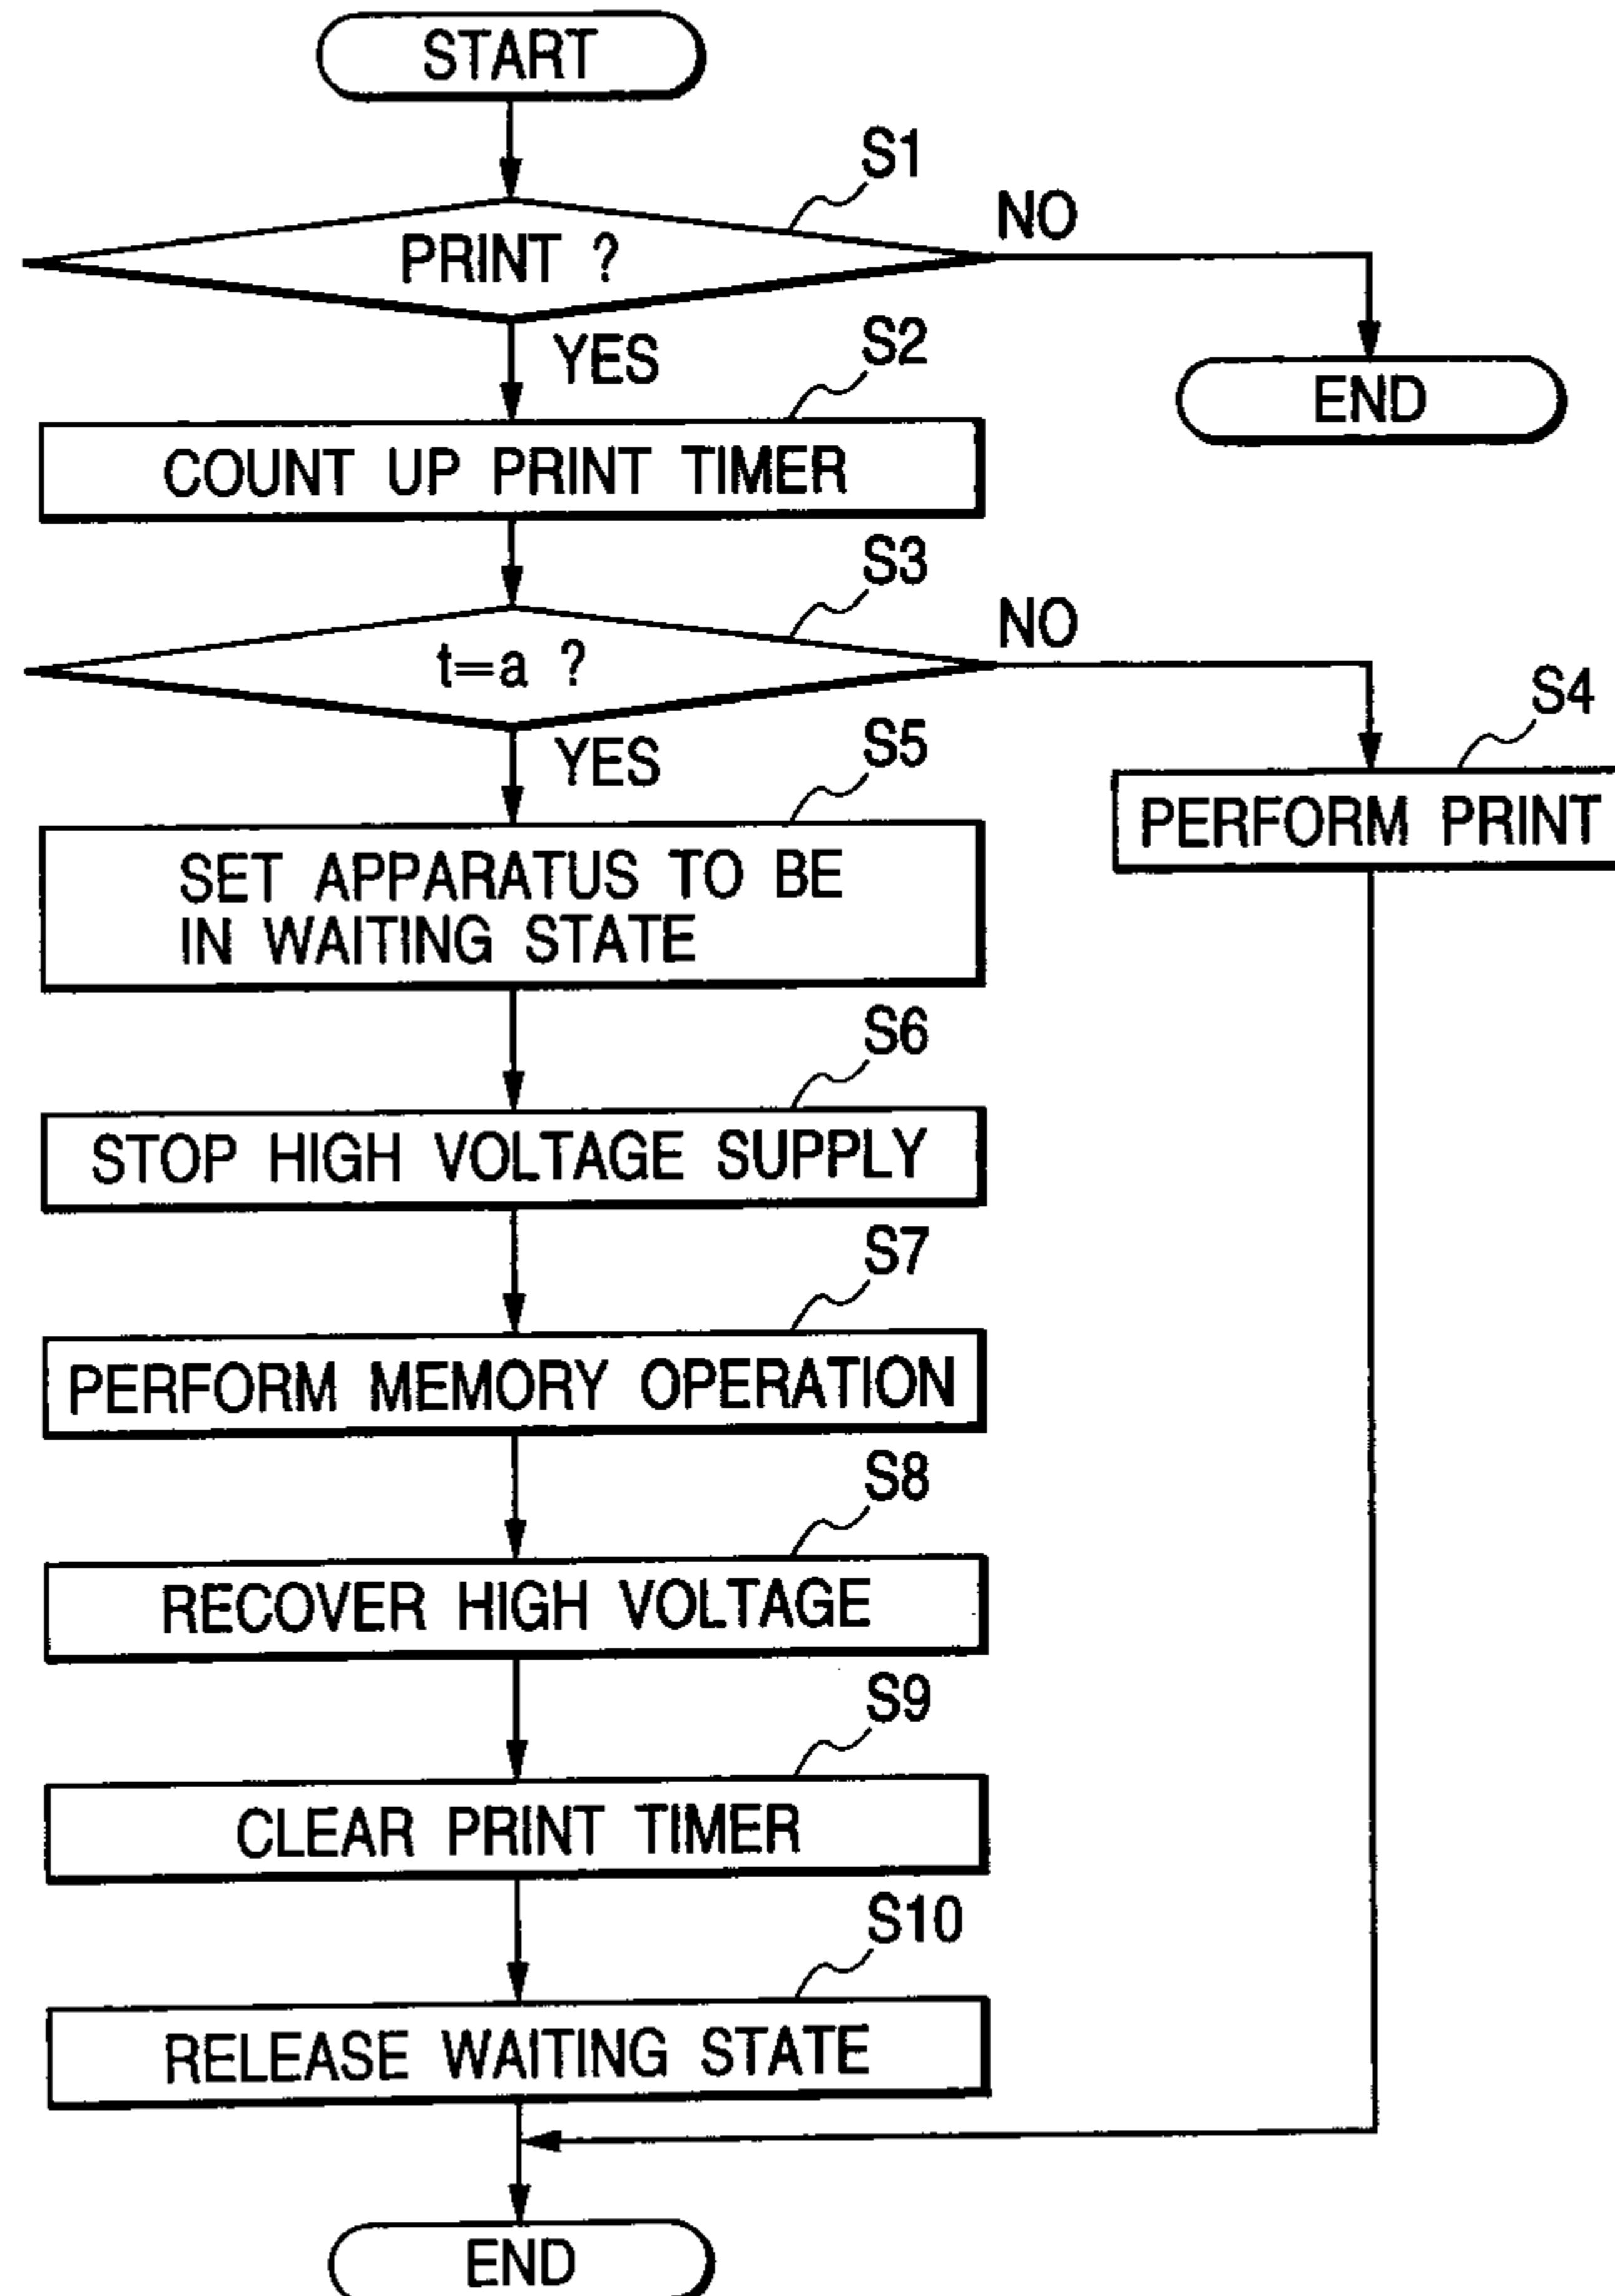 START
S1
PRINT ?
NO
YES
END
S2
COUNT UP PRINT TIMER
S3
t=a ?
NO
YES
S4
PERFORM PRINT
S5
SET APPARATUS TO BE
IN WAITING STATE
S6
STOP HIGH VOLTAGE SUPPLY
S7
PERFORM MEMORY OPERATION
S8
RECOVER HIGH VOLTAGE
S9
CLEAR PRINT TIMER
S10
RELEASE WAITING STATE
END